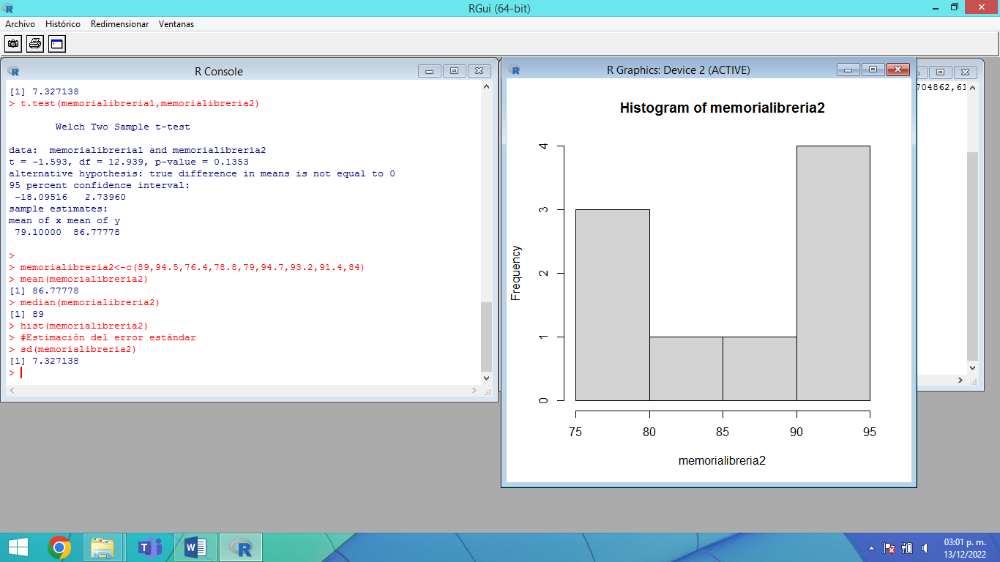 RGui (64-bit)
Archivo Histórico Redimensionar Ventanas
R Console
[1] 7.327138
> t.test(memorialibreria1,memorialibreria2)
Welch Two Sample t-test
data:  memorialibreria1 and memorialibreria2
t = -1.593, df = 12.939, p-value = 0.1353
alternative hypothesis: true difference in means is not equal to 0
95 percent confidence interval:
-18.09516   2.73960
sample estimates:
mean of x mean of y
79.10000  86.77778
>
> memorialibreria2<-c(89,94.5,76.4,78.8,79,94.7,93.2,91.4,84)
> mean(memorialibreria2)
[1] 86.77778
> median(memorialibreria2)
[1] 89
> hist(memorialibreria2)
> #Estimación del error estándar
> sd(memorialibreria2)
[1] 7.327138
>
R Graphics: Device 2 (ACTIVE)
Histogram of memorialibreria2
Frequency
4
3
2
1
0
75 80 85 90 95
memorialibreria2
704862,61
03:01 p. m.
13/12/2022